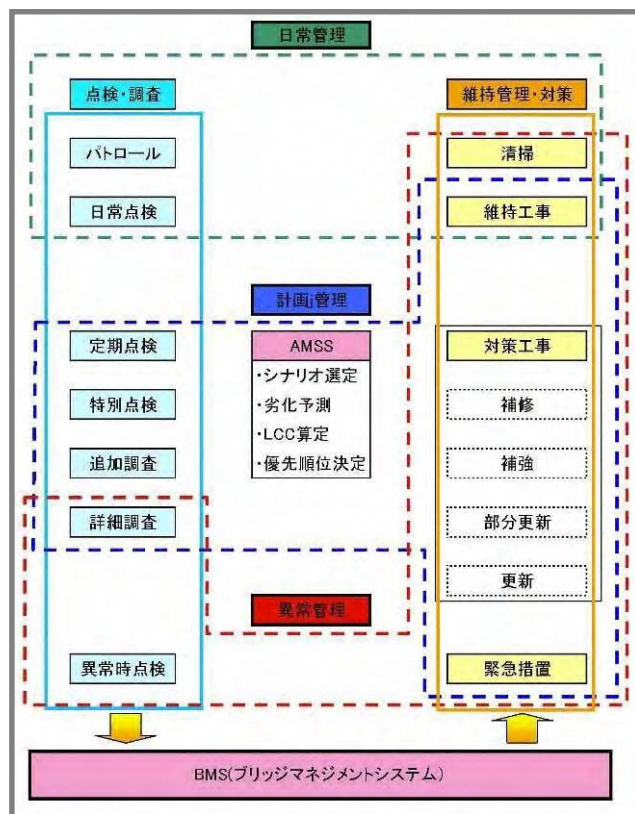 日常管理
点検・調査
維持管理・対策
パトロール
清掃
日常点検
維持工事
計画j管理
定期点検
AMSS
対策工事
・シナリオ選定
・劣化予測
・LCC算定
・優先順位決定
特別点検
補修
追加調査
補強
詳細調査
部分更新
更新
異常管理
異常時点検
緊急措置
BMS(ブリッジマネジメントシステム)